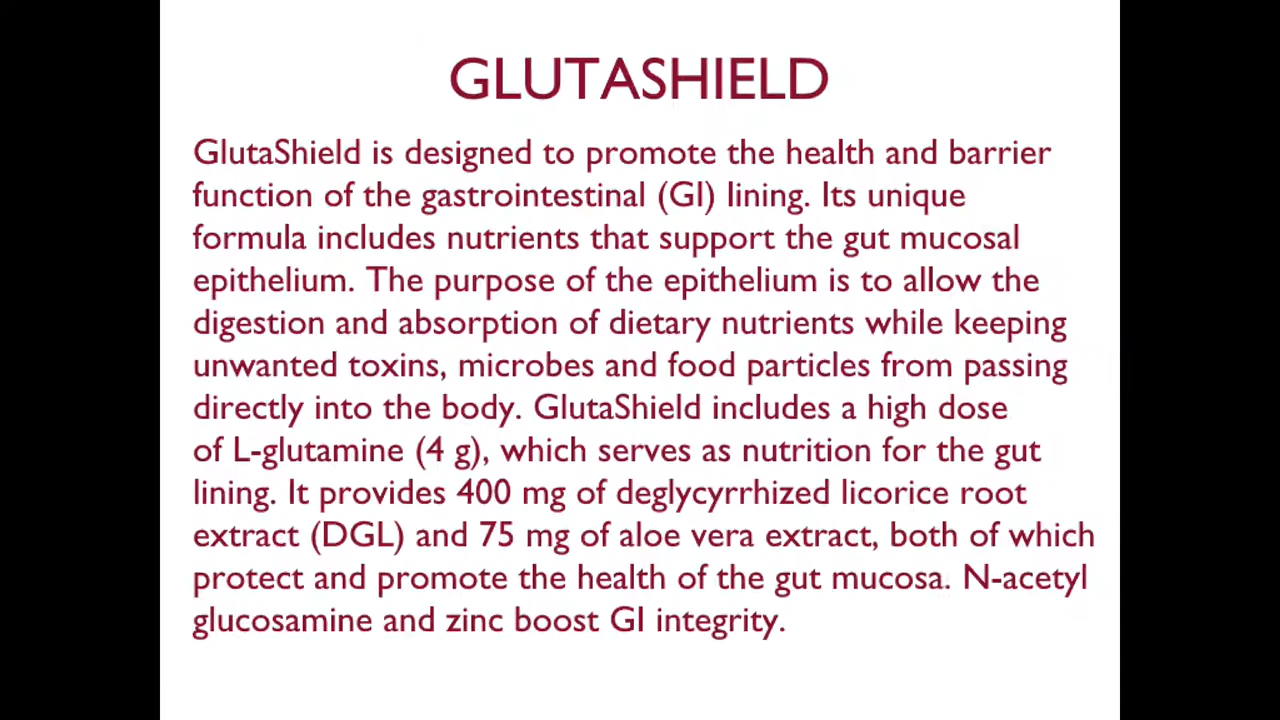 GLUTASHIELD
GlutaShield is designed to promote the health and barrier
function of the gastrointestinal (GI) lining. Its unique
formula includes nutrients that support the gut mucosal
epithelium. The purpose of the epithelium is to allow the
digestion and absorption of dietary nutrients while keeping
unwanted toxins, microbes and food particles from passing
directly into the body. GlutaShield includes a high dose
of L-glutamine (4 g), which serves as nutrition for the gut
lining. It provides 400 mg of deglycyrrhized licorice root
extract (DGL) and 75 mg of aloe vera extract, both of which
protect and promote the health of the gut mucosa. N-acetyl
glucosamine and zinc boost GI integrity.